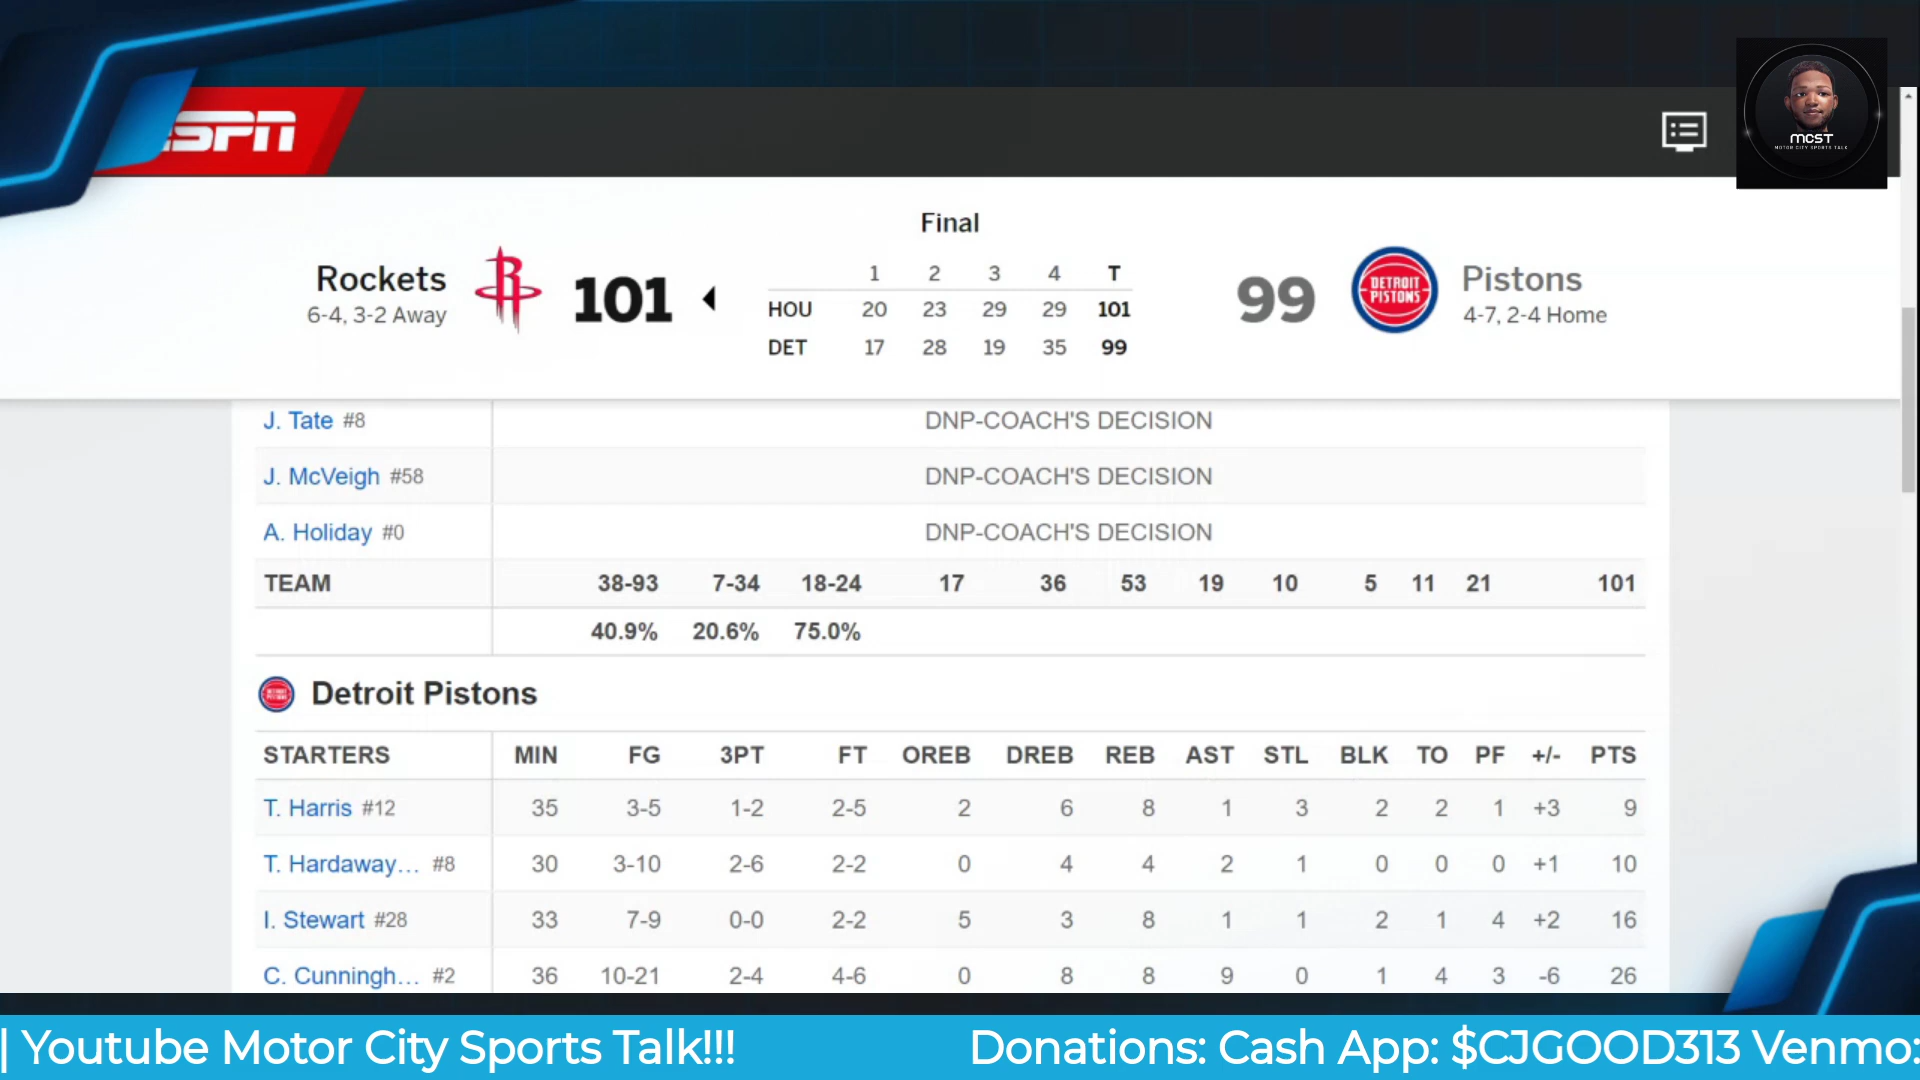 ESPN
MCST
MOTOR CITY SPORTS TALK
Final
Rockets
6-4, 3-2 Away
101
1 2 3 4 T
HOU 20 23 29 29 101
DET 17 28 19 35 99
99
DETROIT
PISTONS
Pistons
4-7, 2-4 Home
J. Tate #8 DNP-COACH'S DECISION
J. McVeigh #58 DNP-COACH'S DECISION
A. Holiday #0 DNP-COACH'S DECISION
TEAM 38-93 7-34 18-24 17 36 53 19 10 5 11 21 101
40.9% 20.6% 75.0%
Detroit Pistons
STARTERS MIN FG 3PT FT OREB DREB REB AST STL BLK TO PF +/- PTS
T. Harris #12 35 3-5 1-2 2-5 2 6 8 1 3 2 2 1 +3 9
T. Hardaway... #8 30 3-10 2-6 2-2 0 4 4 2 1 0 0 0 +1 10
I. Stewart #28 33 7-9 0-0 2-2 5 3 8 1 1 2 1 4 +2 16
C. Cunningh... #2 36 10-21 2-4 4-6 0 8 8 9 0 1 4 3 -6 26
| Youtube Motor City Sports Talk!!! Donations: Cash App: $CJGOOD313 Venmo: